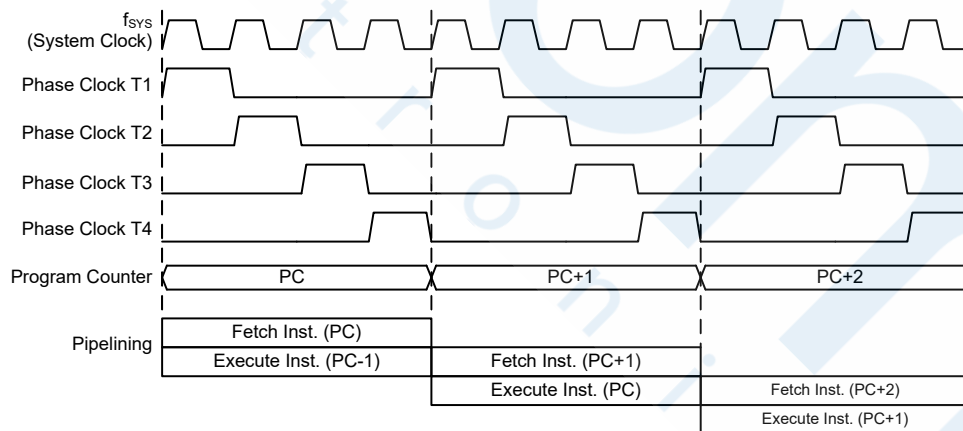 fSYS
(System Clock)
Phase Clock T1
Phase Clock T2
Phase Clock T3
Phase Clock T4
Program Counter PC PC+1 PC+2
Pipelining
Fetch Inst. (PC)
Execute Inst. (PC-1) Fetch Inst. (PC+1)
Execute Inst. (PC) Fetch Inst. (PC+2)
Execute Inst. (PC+1)